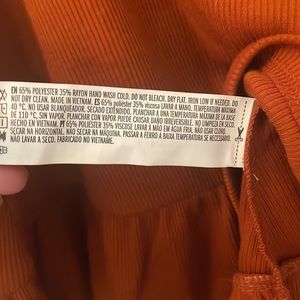 EN 65% POLYESTER 35% RAYON HAND WASH COLD. DO NOT BLEACH. DRY FLAT. IRON LOW IF NEEDED. DO
NOT DRY CLEAN. MADE IN VIETNAM. ES 65% poliéster 35% viscosa LAVAR A MANO. TEMPERATURA MÁXIMA
40 °C. NO USAR BLANQUEADOR. SECADO EXTENDIDO. PLANCHAR A UNA TEMPERATURA MÁXIMA DE LA BASE
DE 110 °C, SIN VAPOR. PLANCHAR CON VAPOR PUEDE CAUSAR DAÑO IRREVERSIBLE. NO LIMPIEZA EN SECO.
HECHO EN VIETNAM. PT 65% POLIÉSTER 35% VISCOSE LAVAR À MÃO EM ÁGUA FRIA. NÃO USAR CLORO.
SECAR NA HORIZONTAL. NÃO SECAR NA MÁQUINA. PASSAR A FERRO A BAIXA TEMPERATURA SE NECESSÁRIO.
NÃO LAVAR A SECO. FABRICADO NO VIETNAME.